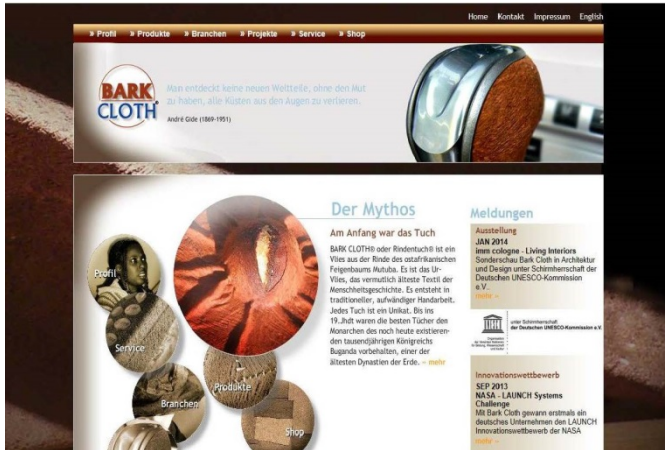 Home Kontakt Impressum English
» Profil » Produkte » Branchen » Projekte » Service » Shop
BARK
CLOTH®
Man entdeckt keine neuen Weltteile, ohne den Mut
zu haben, alle Küsten aus den Augen zu verlieren.
André Gide (1869-1951)
Der Mythos
Am Anfang war das Tuch
BARK CLOTH® oder Rindentuch® ist ein
Vlies aus der Rinde des ostafrikanischen
Feigenbaums Mutuba. Es ist das Ur-
Vlies, das vermutlich älteste Textil der
Menschheitsgeschichte. Es entsteht in
traditioneller, aufwändiger Handarbeit.
Jedes Tuch ist ein Unikat. Bis ins
19.Jhdt waren die besten Tücher den
Monarchen des noch heute existieren-
den tausendjährigen Königreichs
Buganda vorbehalten, einer der
ältesten Dynastien der Erde. » mehr
Profil
Service
Branchen
Produkte
Shop
Meldungen
Ausstellung
JAN 2014
imm cologne - Living Interiors
Sonderschau Bark Cloth in Architektur
und Design unter Schirmherrschaft der
Deutschen UNESCO-Kommission
e.V.
mehr »
unter Schirmherrschaft
der Deutschen UNESCO-Kommission e.V.
Innovationswettbewerb
SEP 2013
NASA - LAUNCH Systems
Challenge
Mit Bark Cloth gewann erstmals ein
deutsches Unternehmen den LAUNCH
Innovationswettbewerb der NASA
mehr »